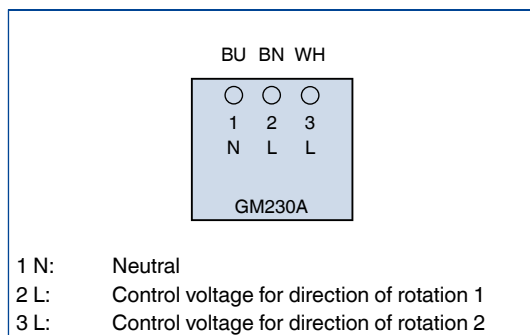 BU BN WH
1 2 3
N L L
GM230A
1 N: Neutral
2 L: Control voltage for direction of rotation 1
3 L: Control voltage for direction of rotation 2